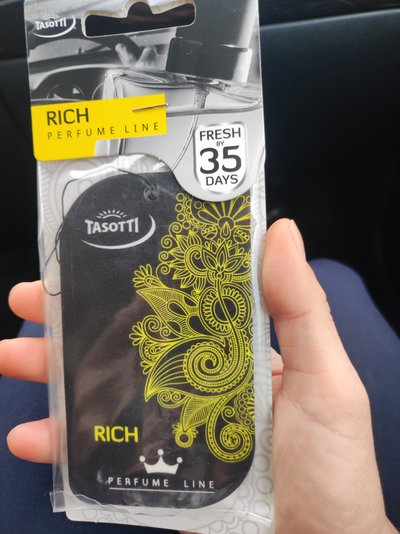 TASOTTI
RICH
PERFUME LINE
FRESH
BY
35
DAYS
TASOTTI
RICH
PERFUME LINE